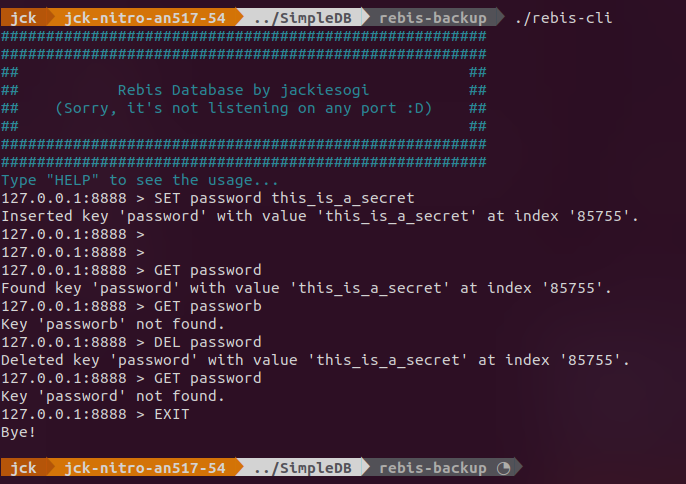 jck jck-nitro-an517-54 ../SimpleDB rebis-backup ./rebis-cli
######################################################
######################################################
##                                                  ##
##           Rebis Database by jackiesogi           ##
##    (Sorry, it's not listening on any port :D)    ##
##                                                  ##
######################################################
######################################################
Type "HELP" to see the usage...
127.0.0.1:8888 > SET password this_is_a_secret
Inserted key 'password' with value 'this_is_a_secret' at index '85755'.
127.0.0.1:8888 >
127.0.0.1:8888 >
127.0.0.1:8888 > GET password
Found key 'password' with value 'this_is_a_secret' at index '85755'.
127.0.0.1:8888 > GET passworb
Key 'passworb' not found.
127.0.0.1:8888 > DEL password
Deleted key 'password' with value 'this_is_a_secret' at index '85755'.
127.0.0.1:8888 > GET password
Key 'password' not found.
127.0.0.1:8888 > EXIT
Bye!
jck jck-nitro-an517-54 ../SimpleDB rebis-backup ◔